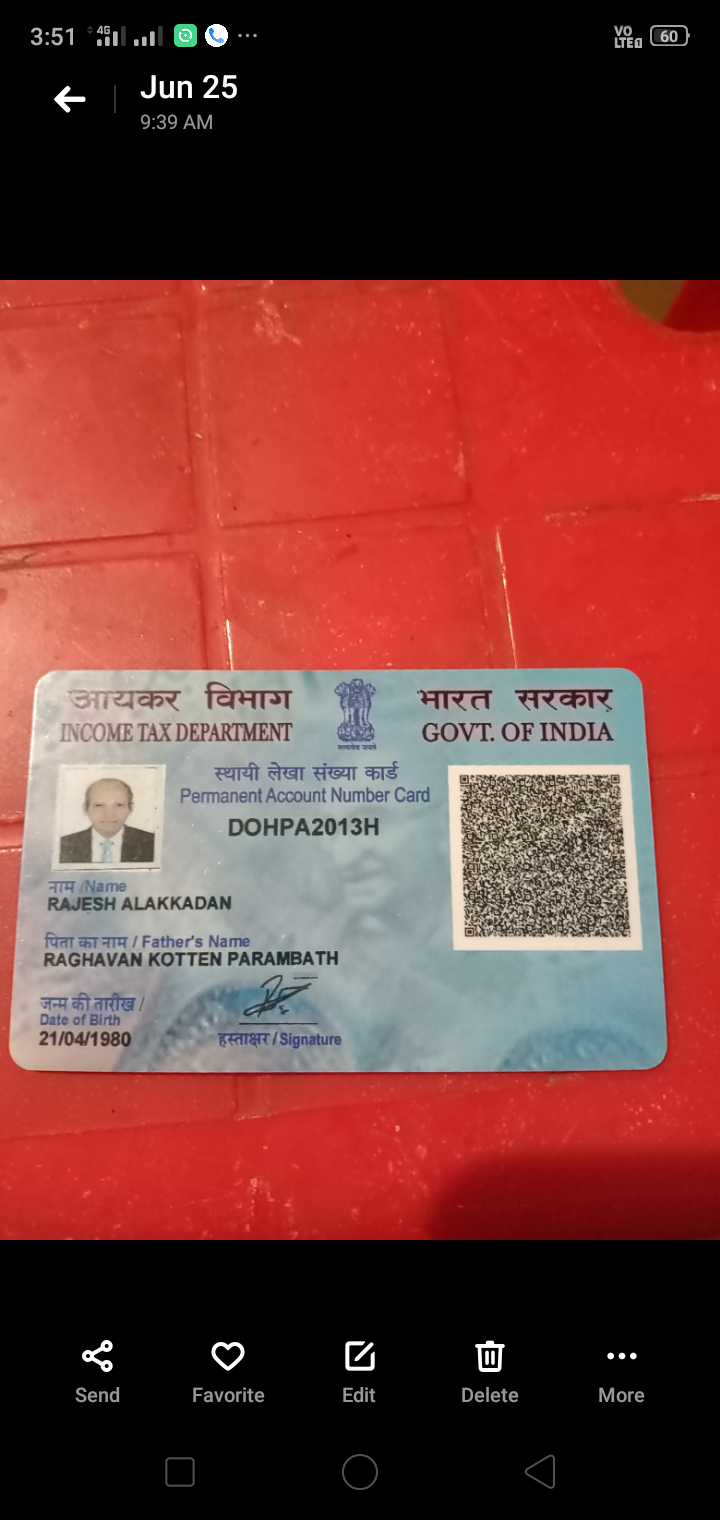 3:51 4G VO LTE 60
Jun 25
9:39 AM
आयकर विभाग भारत सरकार
INCOME TAX DEPARTMENT GOVT. OF INDIA
सत्यमेव जयते
स्थायी लेखा संख्या कार्ड
Permanent Account Number Card
DOHPA2013H
नाम /Name
RAJESH ALAKKADAN
पिता का नाम / Father's Name
RAGHAVAN KOTTEN PARAMBATH
जन्म की तारीख /
Date of Birth
21/04/1980
हस्ताक्षर / Signature
Send Favorite Edit Delete More